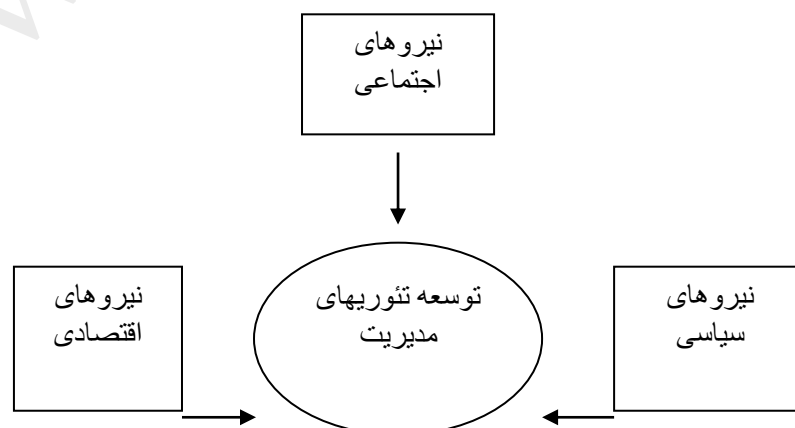 نیروهای
اجتماعی
نیروهای
سیاسی
توسعه تئوریهای
مدیریت
نیروهای
اقتصادی